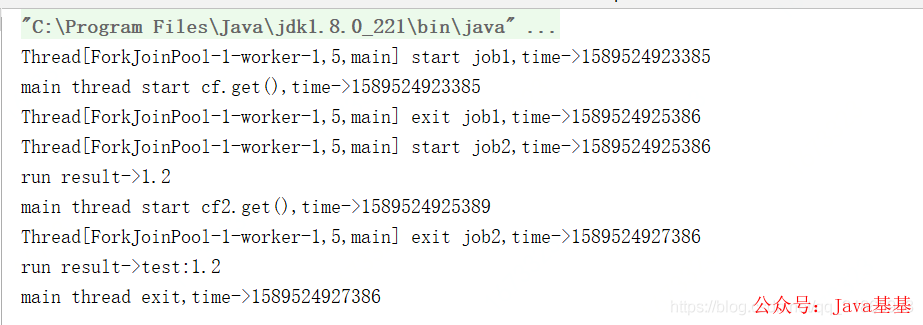 "C:\Program Files\Java\jdk1.8.0_221\bin\java" ...
Thread[ForkJoinPool-1-worker-1,5,main] start job1,time->1589524923385
main thread start cf.get(),time->1589524923385
Thread[ForkJoinPool-1-worker-1,5,main] exit job1,time->1589524925386
Thread[ForkJoinPool-1-worker-1,5,main] start job2,time->1589524925386
run result->1.2
main thread start cf2.get(),time->1589524925389
Thread[ForkJoinPool-1-worker-1,5,main] exit job2,time->1589524927386
run result->test:1.2
main thread exit,time->1589524927386
https://blog.
公众号：Java基基